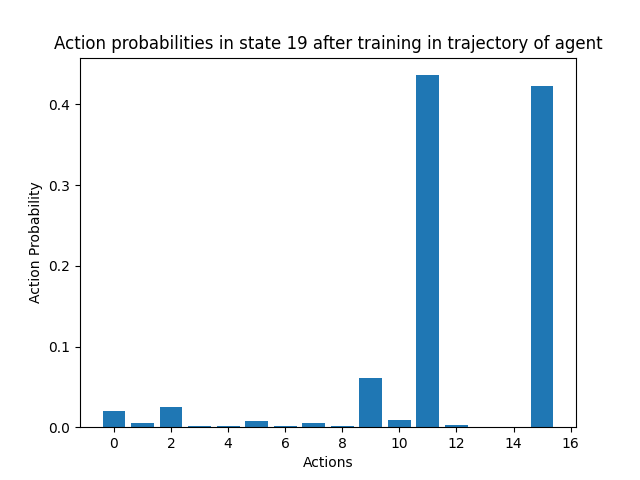 Action probabilities in state 19 after training in trajectory of agent
Action Probability
0.4
0.3
0.2
0.1
0.0
0 2 4 6 8 10 12 14 16
Actions